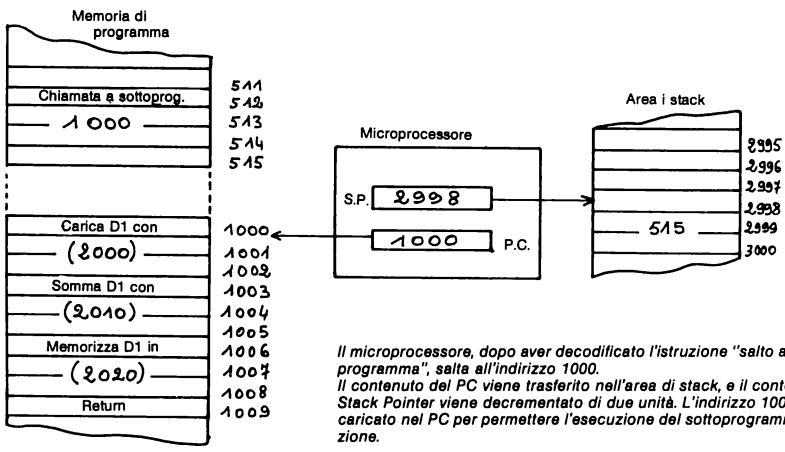 Memoria di
programma
511
Chiamata a sottoprog.
512
1000
513
514
515
Carica D1 con
1000
(2000)
1001
1002
Somma D1 con
1003
(2010)
1004
1005
Memorizza D1 in
1006
(2020)
1007
1008
Return
1009
Microprocessore
S.P.
2998
1000
P.C.
Area i stack
2995
2996
2997
2998
515
2999
3000
Il microprocessore, dopo aver decodificato l'istruzione "salto a
programma", salta all'indirizzo 1000.
Il contenuto del PC viene trasferito nell'area di stack, e il cont
Stack Pointer viene decrementato di due unità. L'indirizzo 100
caricato nel PC per permettere l'esecuzione del sottoprogramm
zione.